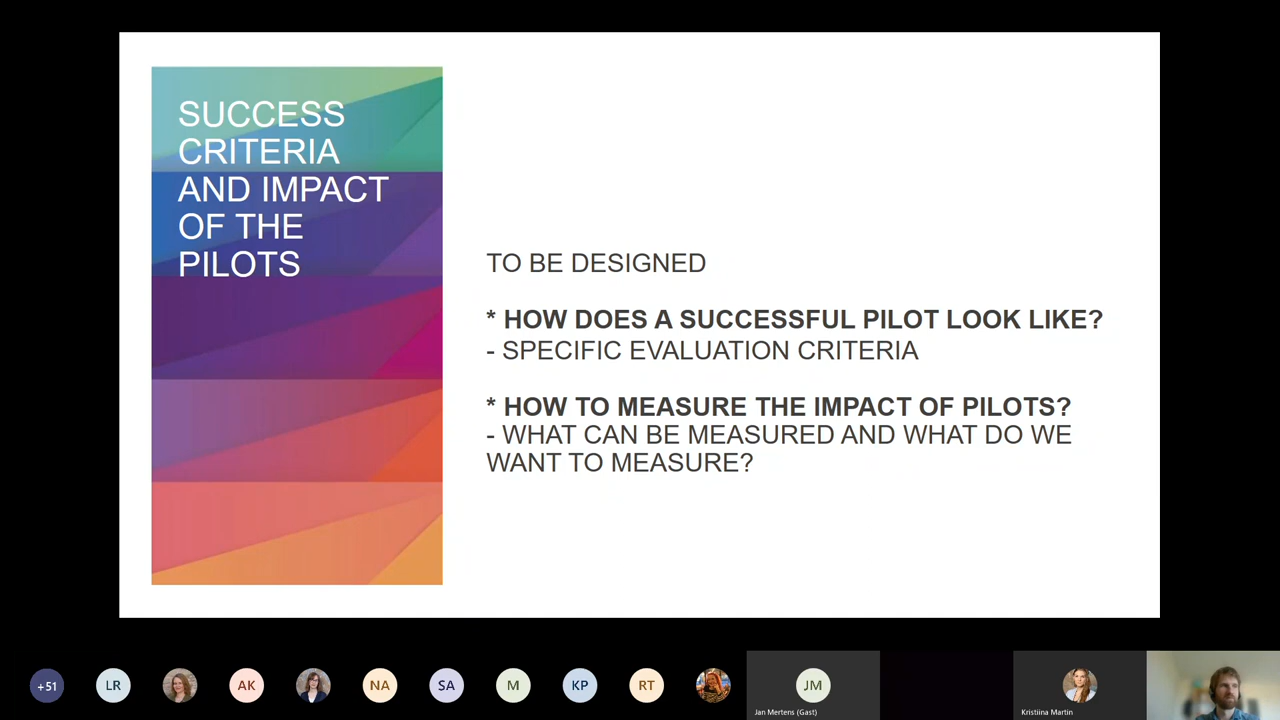 SUCCESS
CRITERIA
AND IMPACT
OF THE
PILOTS
TO BE DESIGNED
* HOW DOES A SUCCESSFUL PILOT LOOK LIKE?
- SPECIFIC EVALUATION CRITERIA
* HOW TO MEASURE THE IMPACT OF PILOTS?
- WHAT CAN BE MEASURED AND WHAT DO WE
WANT TO MEASURE?
+51
LR
AK
NA
SA
M
KP
RT
JM
Jan Mertens (Gast)
Kristiina Martin